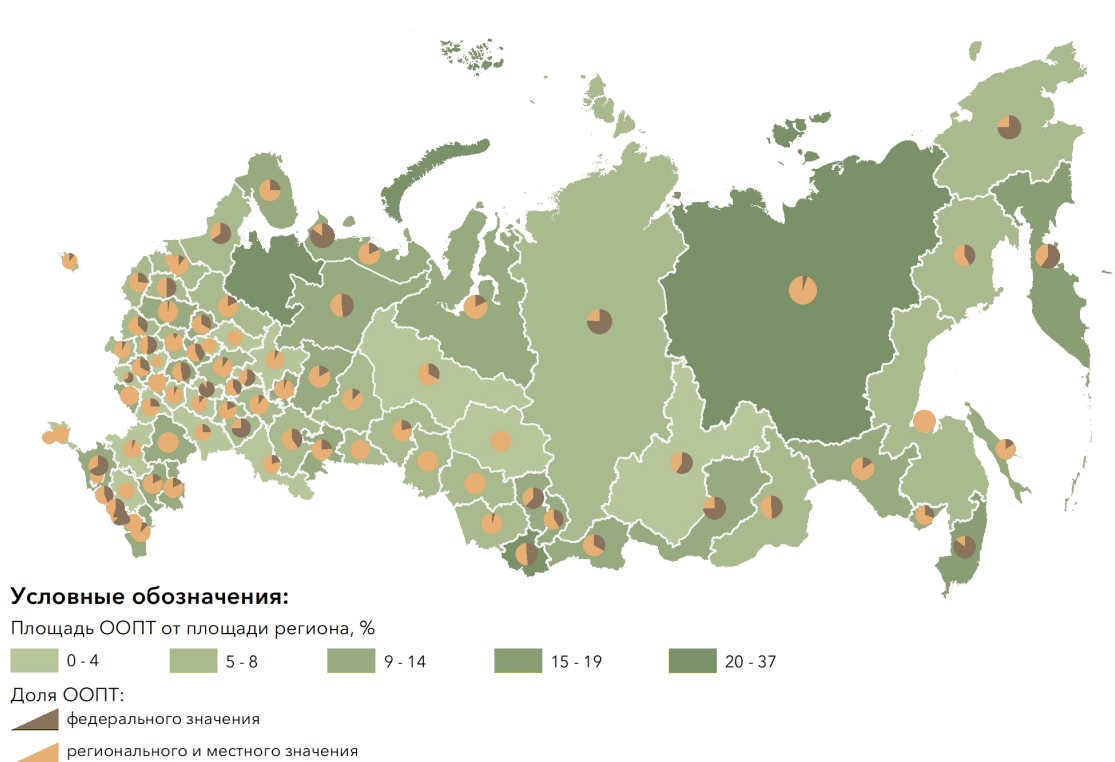 Условные обозначения:
Площадь ООПТ от площади региона, %
0 - 4 5 - 8 9 - 14 15 - 19 20 - 37
Доля ООПТ:
федерального значения
регионального и местного значения